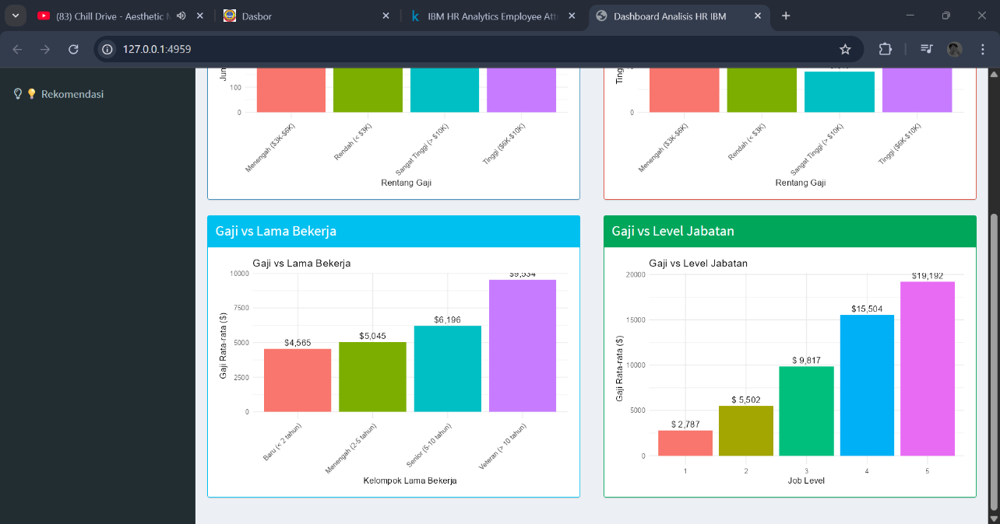 (83) Chill Drive - Aesthetic M
Dasbor
IBM HR Analytics Employee Att
Dashboard Analisis HR IBM
127.0.0.1:4959
Rekomendasi
100
0
Menengah ($3K-$6K)
Rendah (< $3K)
Sangat Tinggi (> $10K)
Tinggi ($6K-$10K)
Rentang Gaji
0
Menengah ($3K-$6K)
Rendah (< $3K)
Sangat Tinggi (> $10K)
Tinggi ($6K-$10K)
Rentang Gaji
Gaji vs Lama Bekerja
Gaji vs Lama Bekerja
Gaji Rata-rata ($)
10000
7500
5000
2500
0
$4,565
$5,045
$6,196
$9,534
Baru (< 2 tahun)
Menengah (2-5 tahun)
Senior (5-10 tahun)
Veteran (> 10 tahun)
Kelompok Lama Bekerja
Gaji vs Level Jabatan
Gaji vs Level Jabatan
Gaji Rata-rata ($)
20000
15000
10000
5000
0
$ 2,787
$ 5,502
$ 9,817
$15,504
$19,192
1
2
3
4
5
Job Level